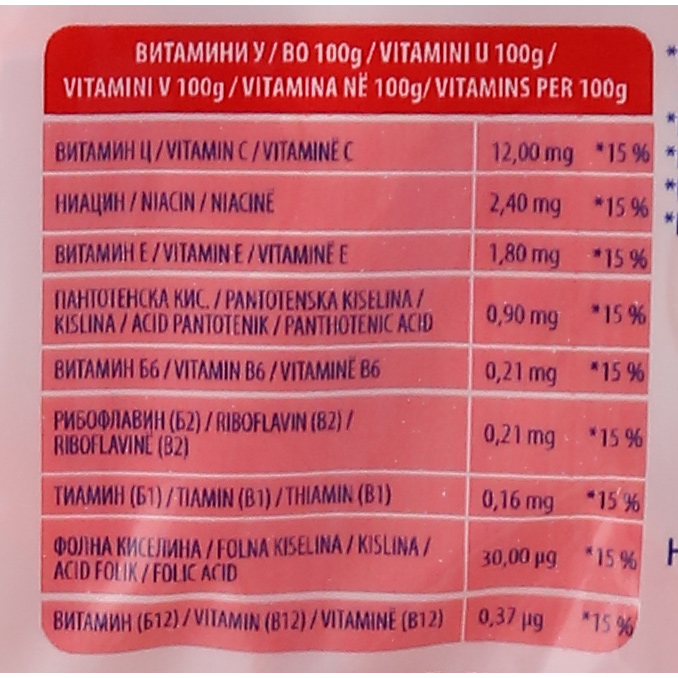 ВИТАМИНИ У / ВО 100g / VITAMINI U 100g /
VITAMINI V 100g / VITAMINA NË 100g/ VITAMINS PER 100g
ВИТАМИН Ц / VITAMIN C / VITAMINË C 12,00 mg *15 %
НИАЦИН / NIACIN / NIACINË 2,40 mg *15 %
ВИТАМИН Е / VITAMIN E / VITAMINË E 1,80 mg *15 %
ПАНТОТЕНСКА КИС. / PANTOTENSKA KISELINA /
KISLINA / ACID PANTOTENIK / PANTHOTENIC ACID 0,90 mg *15 %
ВИТАМИН Б6 / VITAMIN B6 / VITAMINË B6 0,21 mg *15 %
РИБОФЛАВИН (Б2) / RIBOFLAVIN (B2) /
RIBOFLAVINË (B2) 0,21 mg *15 %
ТИАМИН (Б1) / TIAMIN (B1) / THIAMIN (B1) 0,16 mg *15 %
ФОЛНА КИСЕЛИНА / FOLNA KISELINA / KISLINA /
ACID FOLIK / FOLIC ACID 30,00 µg *15 %
ВИТАМИН (Б12) / VITAMIN (B12) / VITAMINË (B12) 0,37 µg *15 %